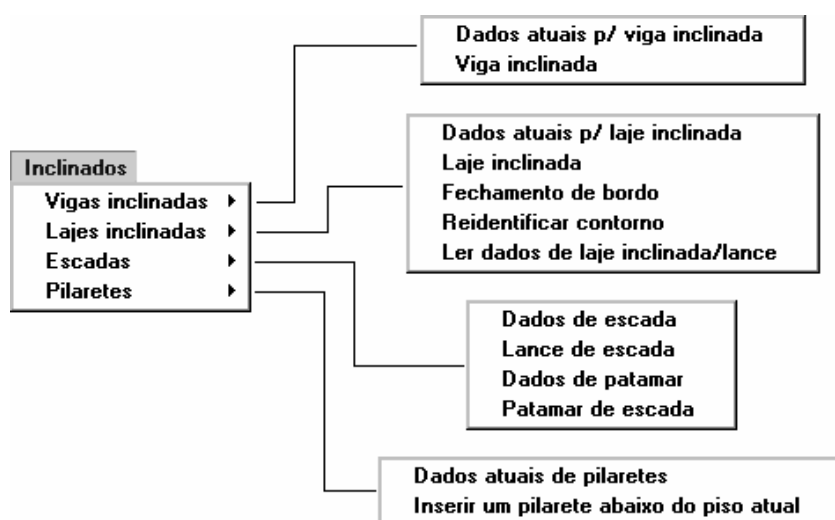 Dados atuais p/ viga inclinada
Viga inclinada
Inclinados
Vigas inclinadas
Lajes inclinadas
Escadas
Pilaretes
Dados atuais p/ laje inclinada
Laje inclinada
Fechamento de bordo
Reidentificar contorno
Ler dados de laje inclinada/lance
Dados de escada
Lance de escada
Dados de patamar
Patamar de escada
Dados atuais de pilaretes
Inserir um pilarete abaixo do piso atual